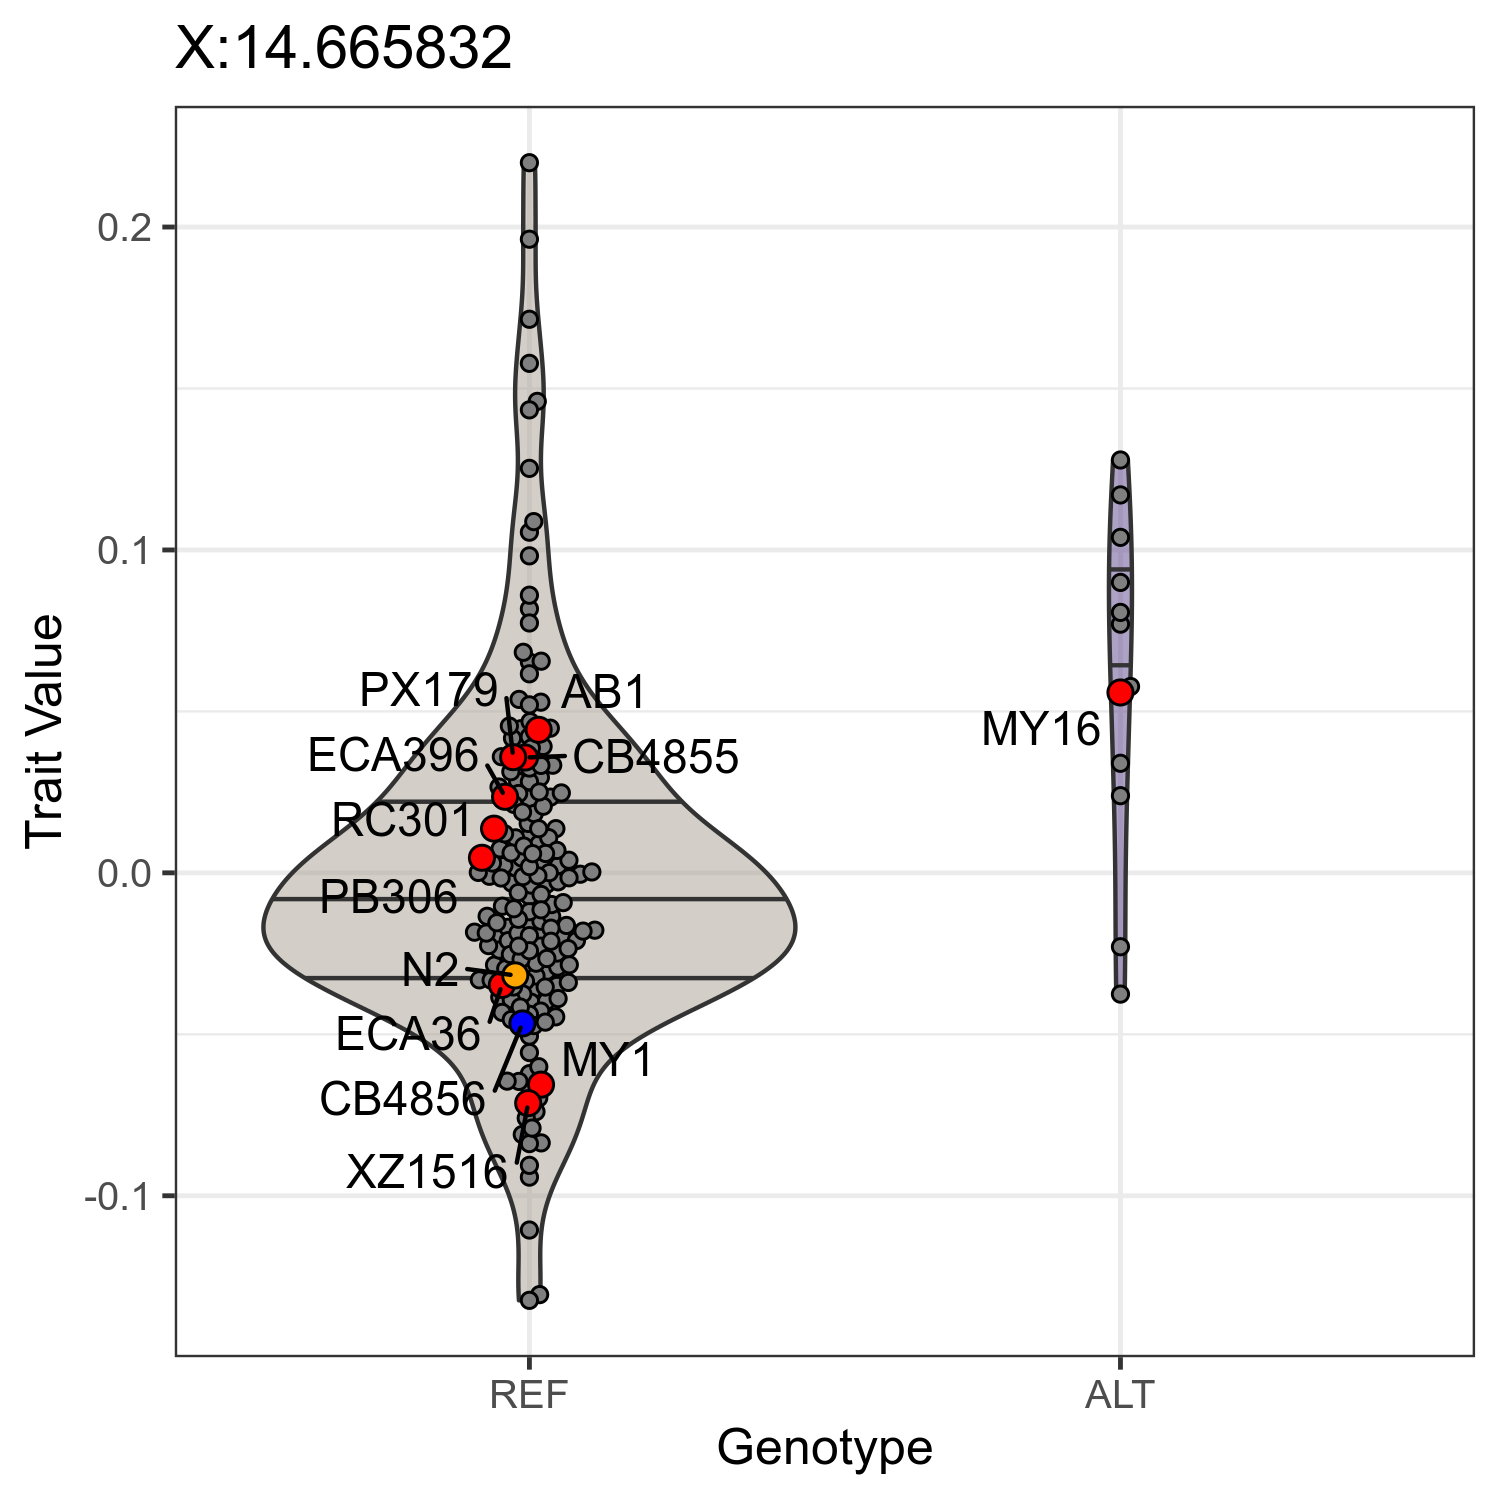 X:14.665832
Trait Value
0.2
0.1
0.0
-0.1
PX179
AB1
ECA396
CB4855
RC301
PB306
N2
ECA36
MY1
CB4856
XZ1516
MY16
REF
ALT
Genotype